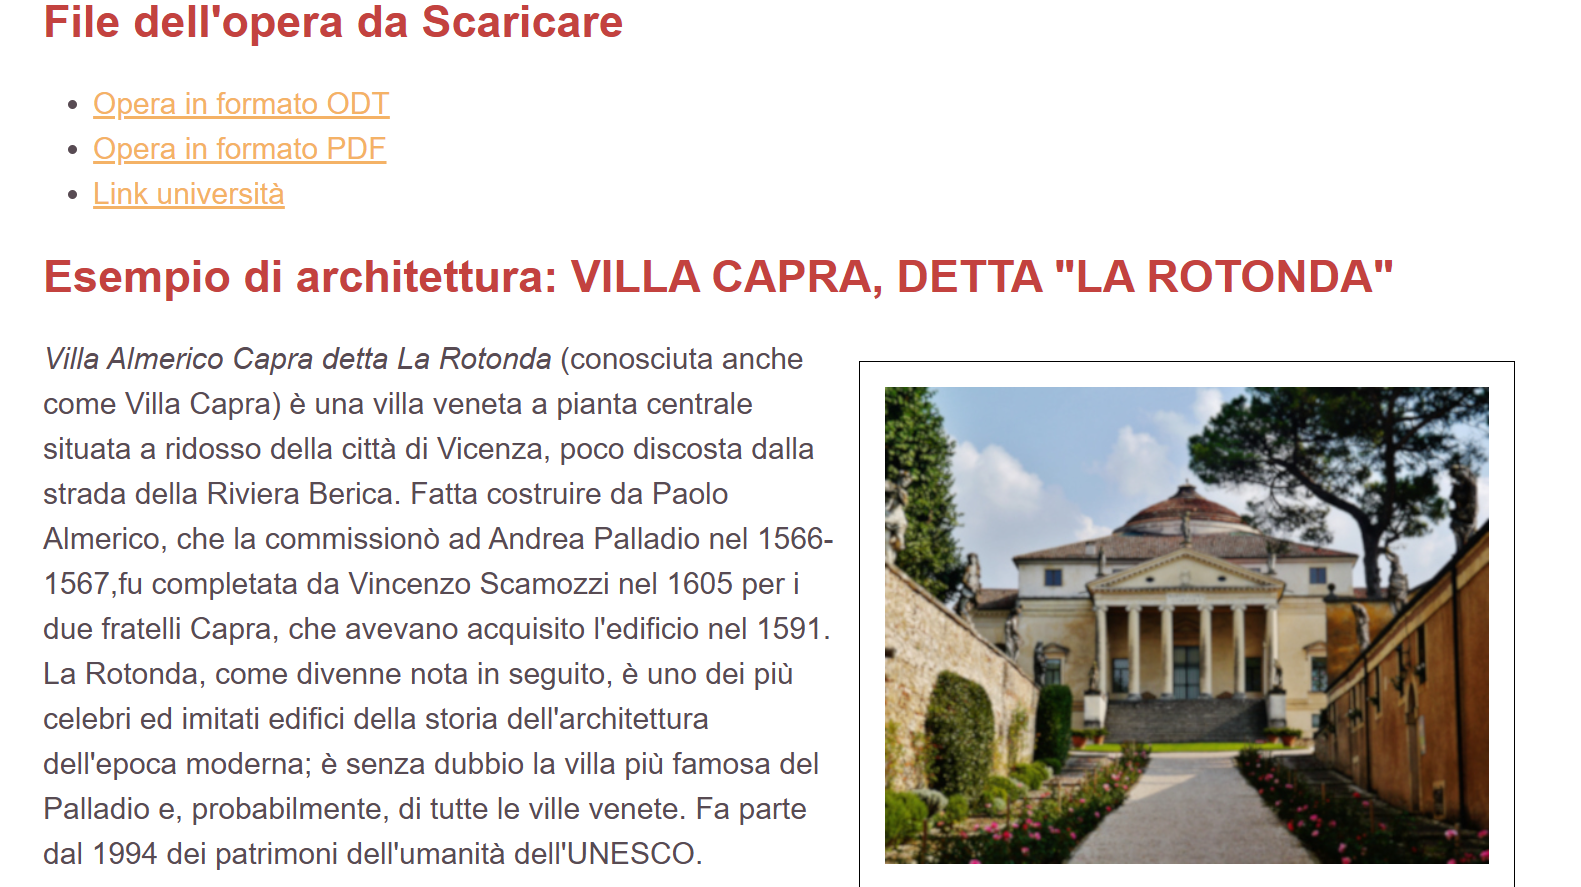 File dell'opera da Scaricare
Opera in formato ODT
Opera in formato PDF
Link università
Esempio di architettura: VILLA CAPRA, DETTA "LA ROTONDA"
Villa Almerico Capra detta La Rotonda (conosciuta anche
come Villa Capra) è una villa veneta a pianta centrale
situata a ridosso della città di Vicenza, poco discosta dalla
strada della Riviera Berica. Fatta costruire da Paolo
Almerico, che la commissionò ad Andrea Palladio nel 1566-
1567,fu completata da Vincenzo Scamozzi nel 1605 per i
due fratelli Capra, che avevano acquisito l'edificio nel 1591.
La Rotonda, come divenne nota in seguito, è uno dei più
celebri ed imitati edifici della storia dell'architettura
dell'epoca moderna; è senza dubbio la villa più famosa del
Palladio e, probabilmente, di tutte le ville venete. Fa parte
dal 1994 dei patrimoni dell'umanità dell'UNESCO.